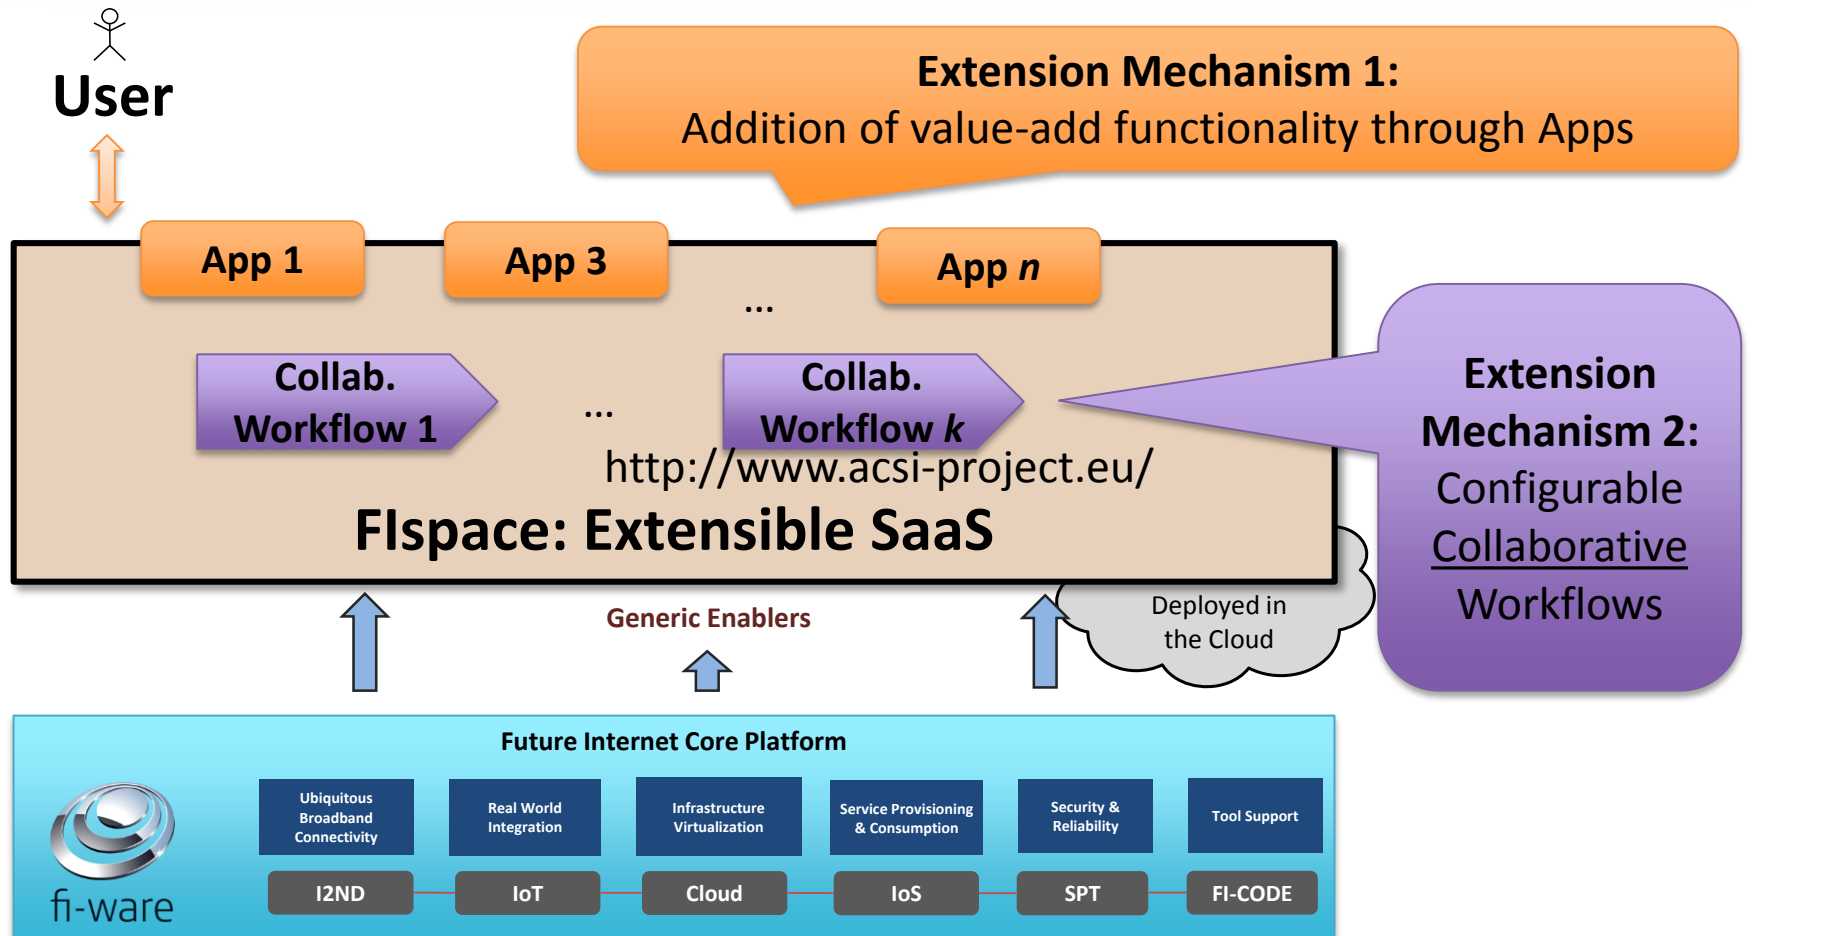 User
Extension Mechanism 1:
Addition of value-add functionality through Apps
App 1
App 3
...
App n
Collab.
Workflow 1
...
Collab.
Workflow k
http://www.acsi-project.eu/
FIspace: Extensible SaaS
Extension
Mechanism 2:
Configurable
Collaborative
Workflows
Generic Enablers
Deployed in
the Cloud
Future Internet Core Platform
Ubiquitous
Broadband
Connectivity
Real World
Integration
Infrastructure
Virtualization
Service Provisioning
& Consumption
Security &
Reliability
Tool Support
fi-ware
I2ND
IoT
Cloud
IoS
SPT
FI-CODE